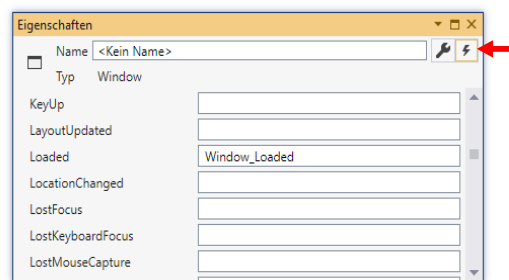 Eigenschaften
Name <Kein Name>
Typ Window
KeyUp
LayoutUpdated
Loaded Window_Loaded
LocationChanged
LostFocus
LostKeyboardFocus
LostMouseCapture